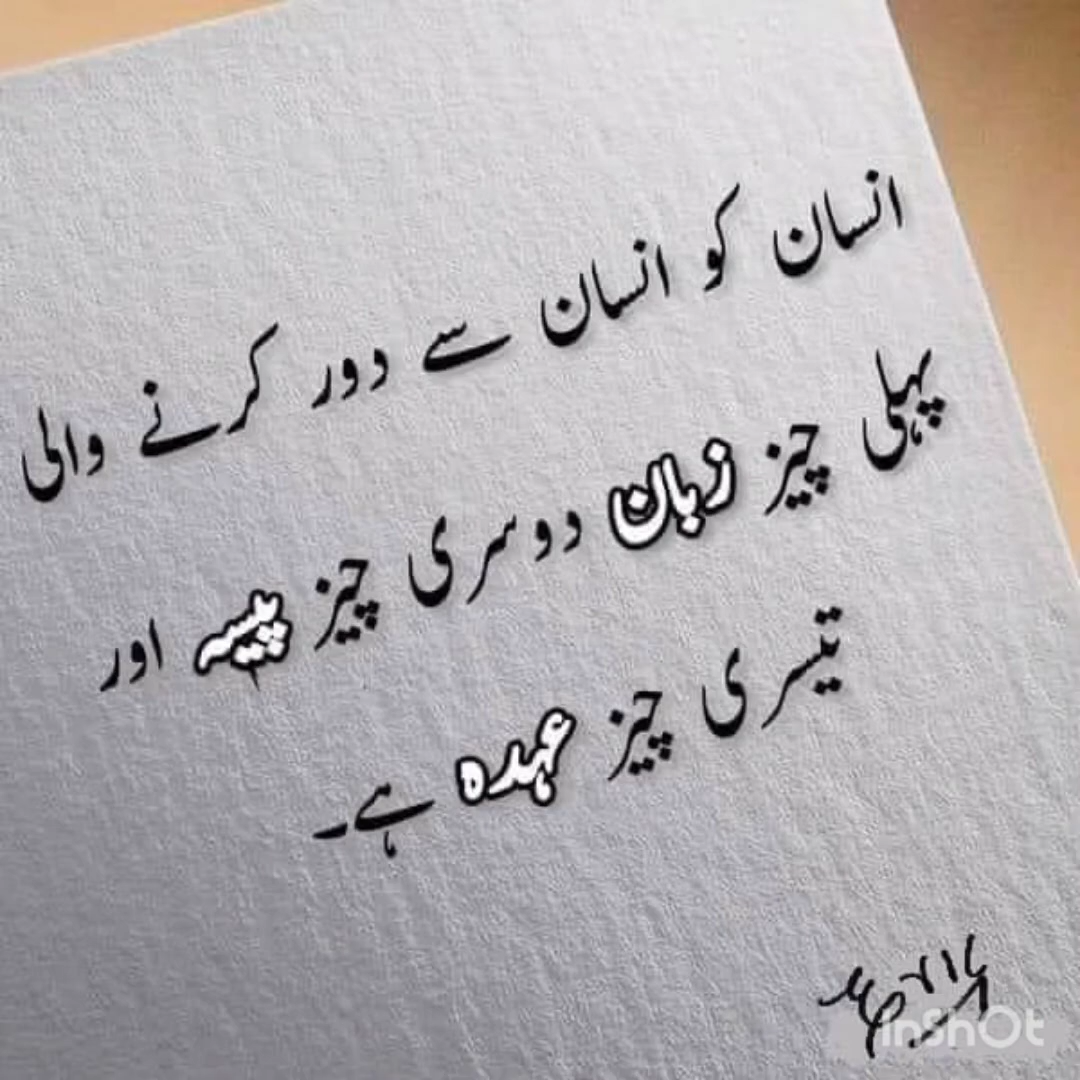 انسان کو انسان سے دور کرنے والی
پہلی چیز زبان دوسری چیز پیسہ اور
تیسری چیز عہدہ ہے۔
InShOt